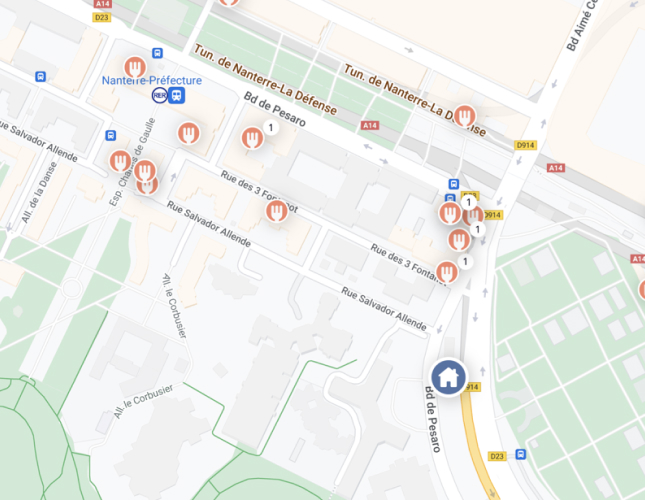 A14
D23
Bd Aimé Cé
Tun. de Nanterre-La Défense
Tun. de Nanterre-La Défense
Nanterre-Préfecture
RER
Bd de Pesaro
A14
1
D914
A14
Rue Salvador Allende
Esp. Charles de Gaulle
All. de la Danse
Rue des 3 Fontanot
Rue Salvador Allende
1
D914
1
Rue des 3 Fontanot
1
A14
All. le Corbusier
Rue Salvador Allende
All. le Corbusier
Bd de Pesaro
D914
D23